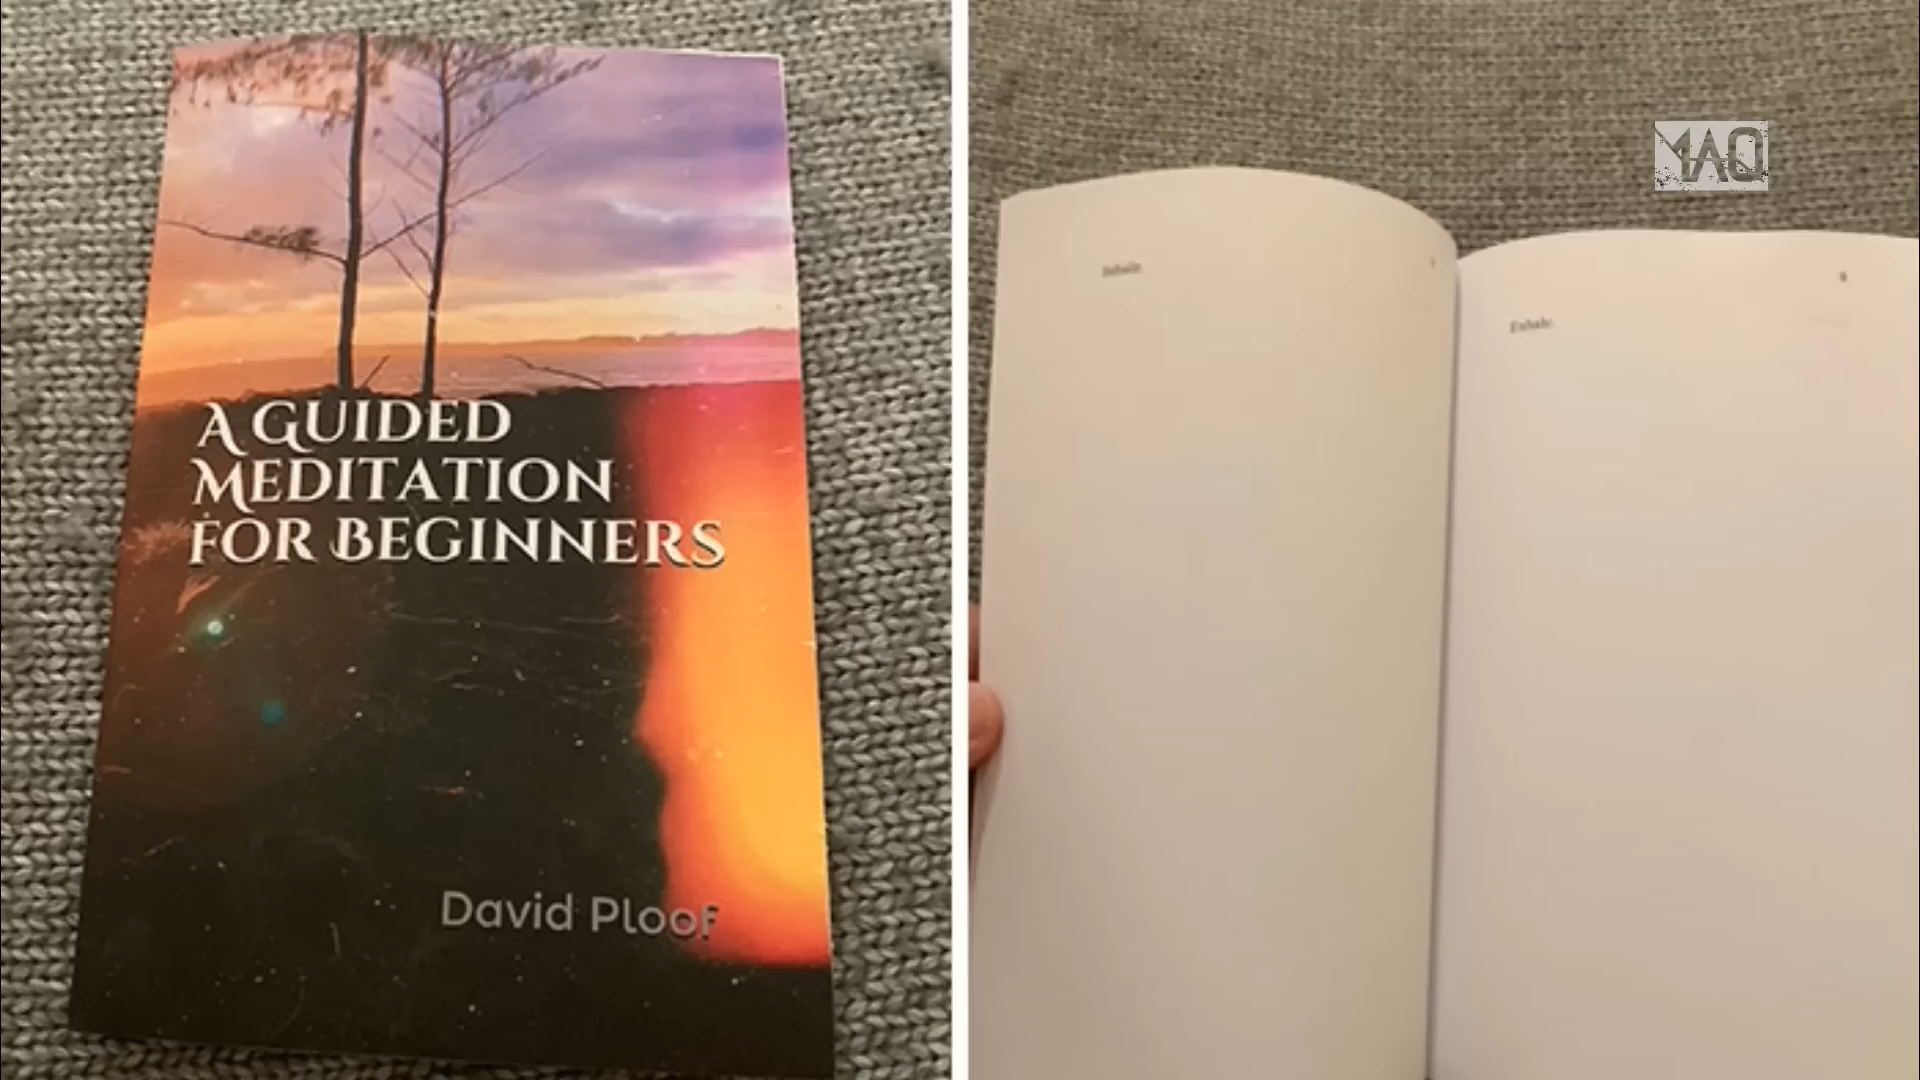 A GUIDED
MEDITATION
FOR BEGINNERS
David Ploof
Inhale.
Exhale.
MAQ